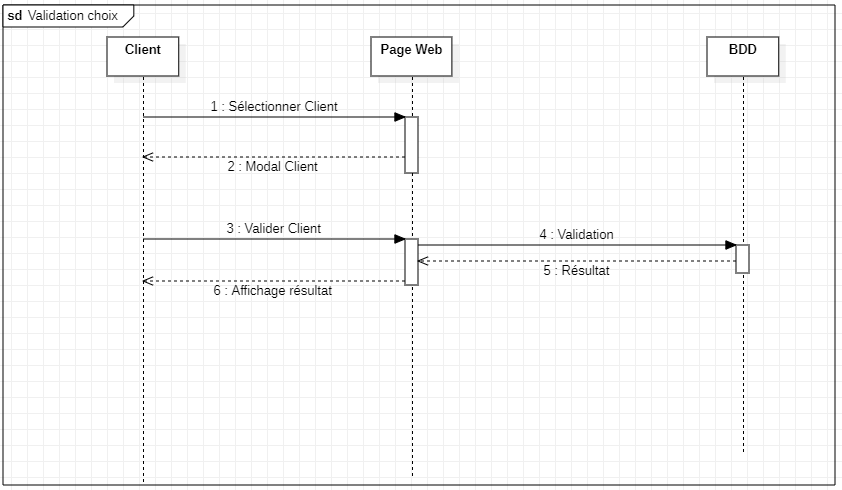 sd Validation choix
Client
Page Web
BDD
1 : Sélectionner Client
2 : Modal Client
3 : Valider Client
4 : Validation
5 : Résultat
6 : Affichage résultat